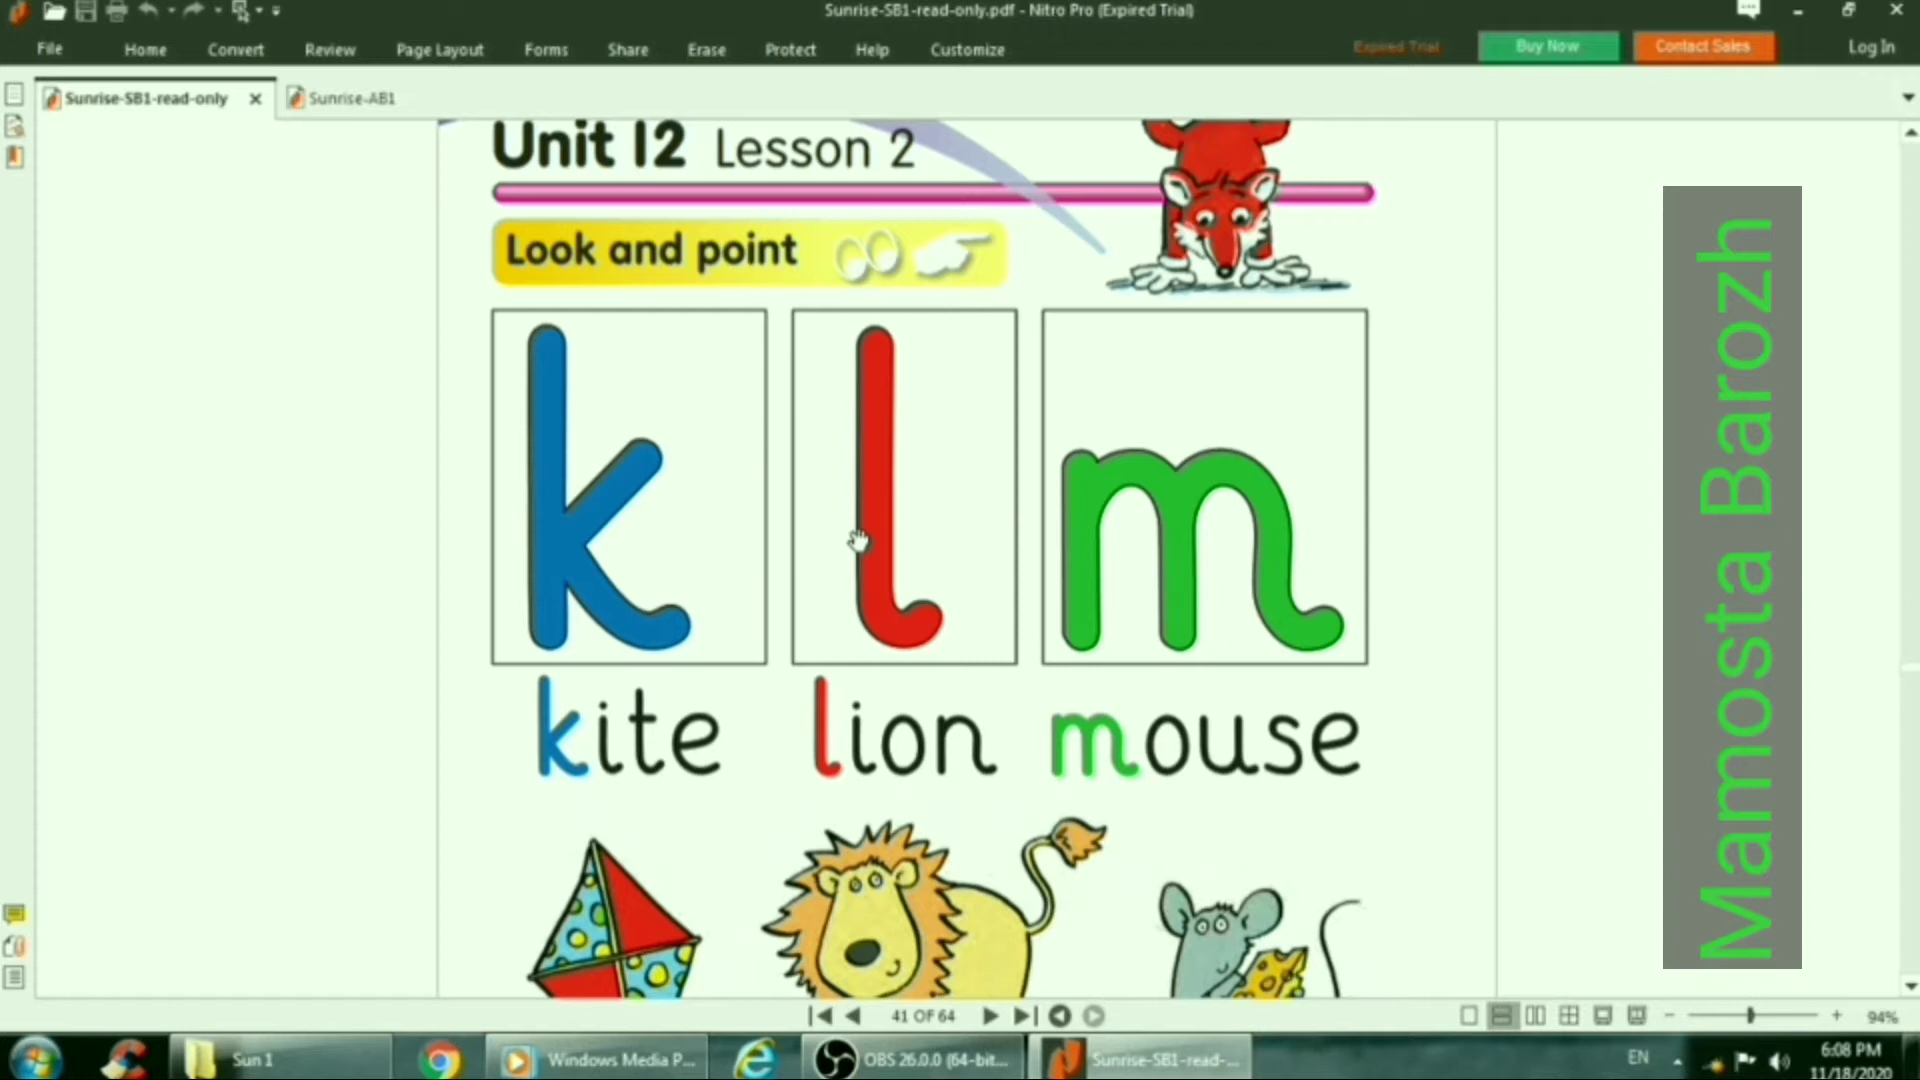 Sunrise-SB1-read-only.pdf - Nitro Pro (Expired Trial)
File Home Convert Review Page Layout Forms Share Erase Protect Help Customize Expired Trial Buy Now Contact Sales Log In
Sunrise-SB1-read-only Sunrise-AB1
Unit 12 Lesson 2
Look and point
k l m
kite lion mouse
Mamosta Barozh
41 OF 64
94%
Sun 1 Windows Media P... OBS 26.0.0 (64-bit... Sunrise-SB1-read-... EN 6:08 PM
11/18/2020